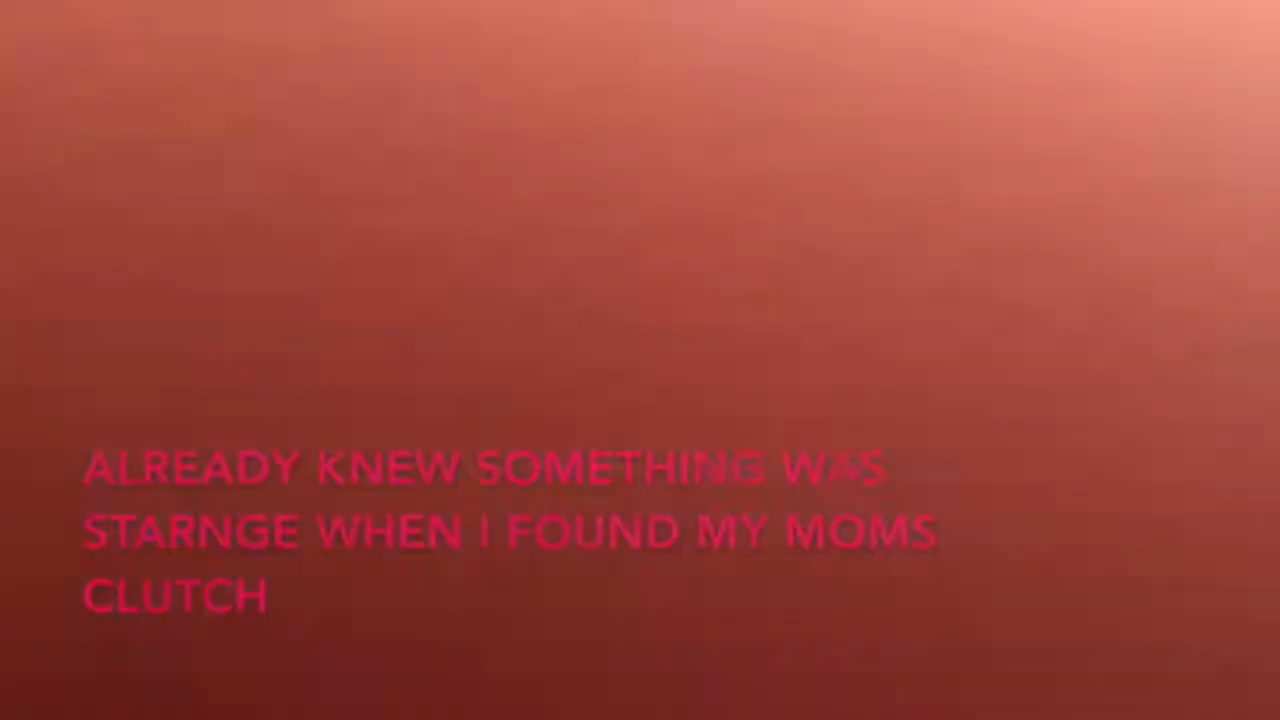 ALREADY KNEW SOMETHING WAS
STARNGE WHEN I FOUND MY MOMS
CLUTCH